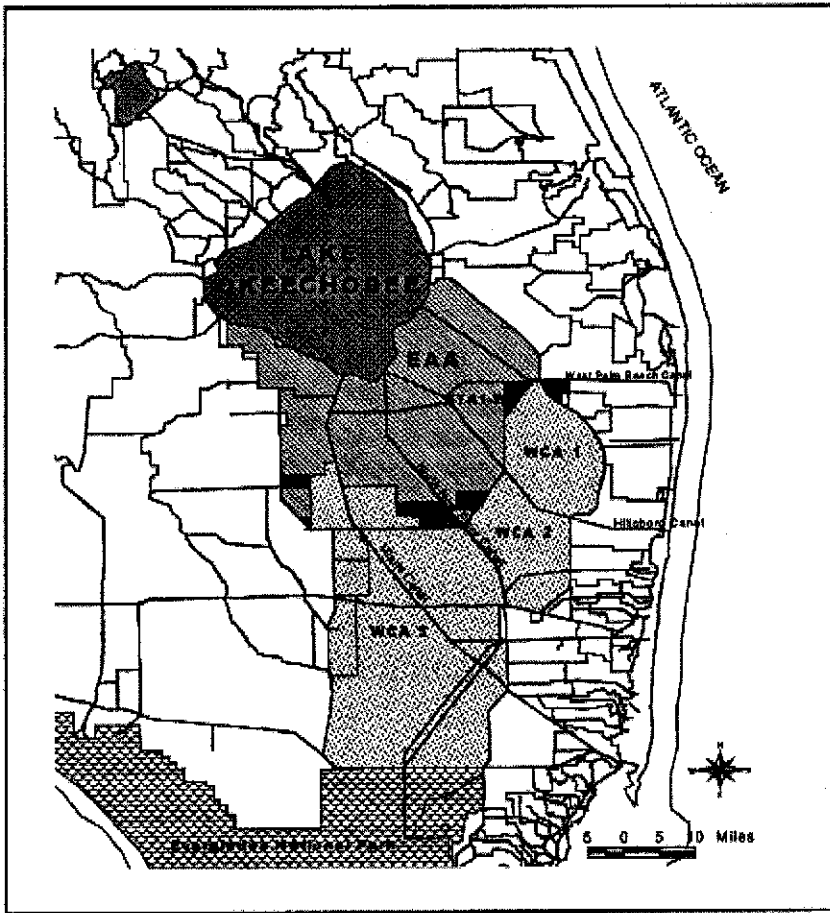 ATLANTIC OCEAN
LAKE
OKEECHOBEE
EAA
West Palm Beach Canal
WCA 1
Hillsboro Canal
WCA 2
WCA 3
N
5 0 5 10 Miles
Everglades National Park